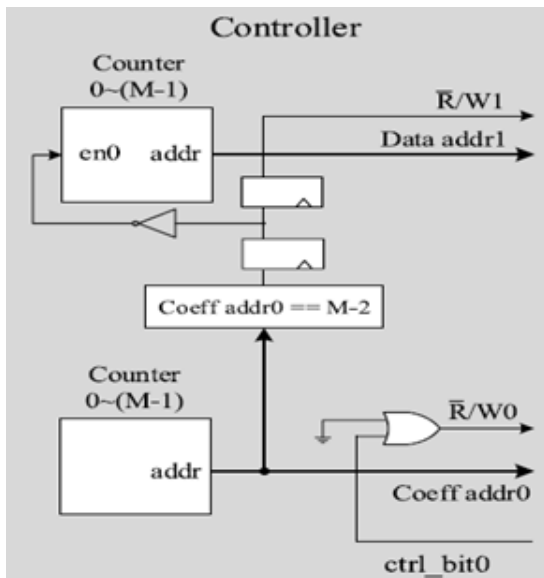 Controller
Counter
0~(M-1)
R̅/W1
en0 addr
Data addr1
Coeff addr0 == M-2
Counter
0~(M-1)
R̅/W0
addr
Coeff addr0
ctrl_bit0